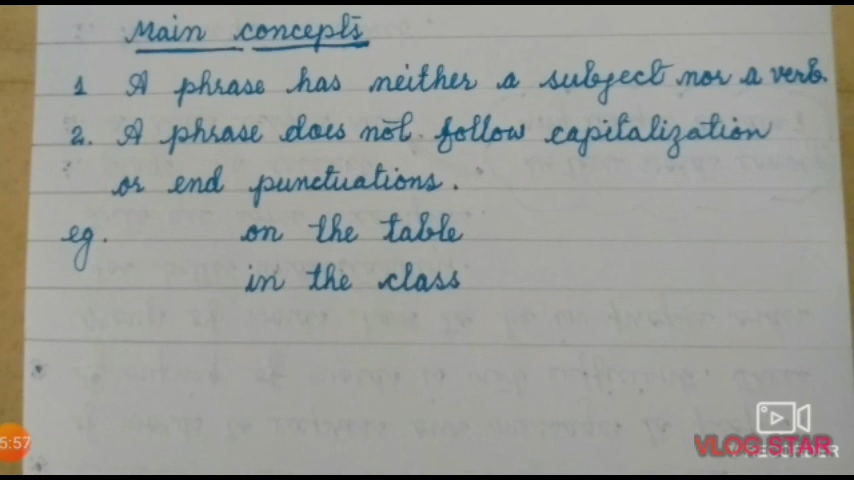 Main concepts
1 A phrase has neither a subject nor a verb.
2. A phrase does not follow capitalization
or end punctuations.
eg. on the table
in the class
5:57
VLOG STAR